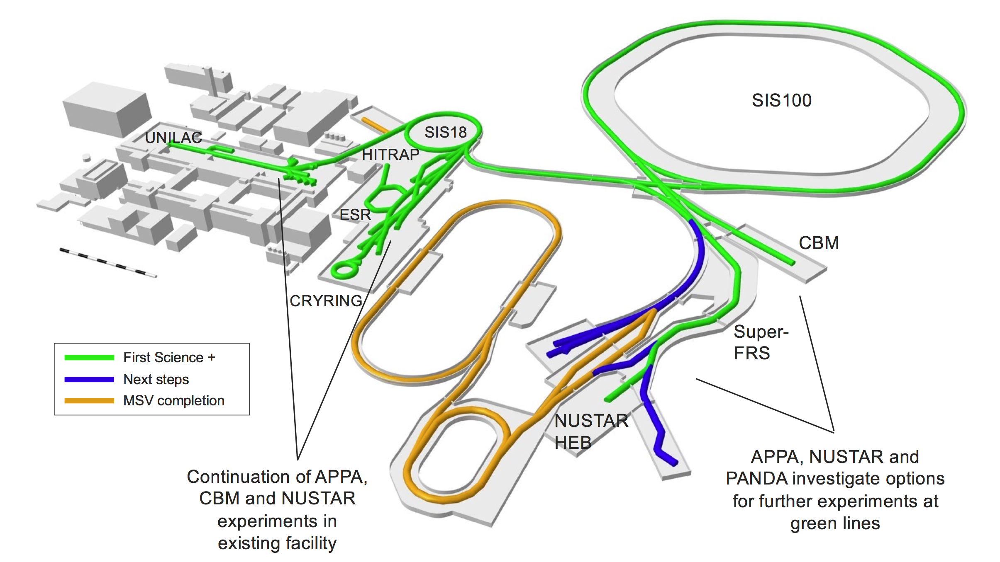 SIS100
SIS18
UNILAC
HITRAP
ESR
CBM
CRYRING
Super-
FRS
First Science +
Next steps
MSV completion
NUSTAR
HEB
Continuation of APPA,
CBM and NUSTAR
experiments in
existing facility
APPA, NUSTAR and
PANDA investigate options
for further experiments at
green lines